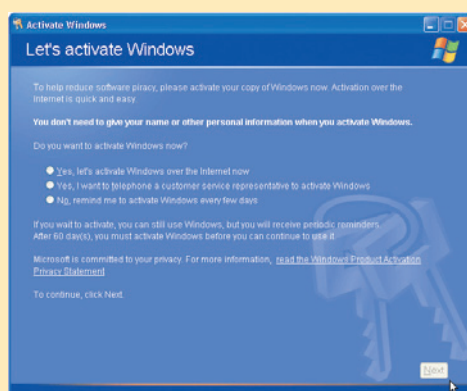 Activate Windows
Let's activate Windows
To help reduce software piracy, please activate your copy of Windows now. Activation over the
Internet is quick and easy.
You don't need to give your name or other personal information when you activate Windows.
Do you want to activate Windows now?
Yes, let's activate Windows over the Internet now
Yes, I want to telephone a customer service representative to activate Windows
No, remind me to activate Windows every few days
If you wait to activate, you can still use Windows, but you will receive periodic reminders.
After 60 day(s), you must activate Windows before you can continue to use it.
Microsoft is committed to your privacy. For more information, read the Windows Product Activation
Privacy Statement
To continue, click Next.
Next